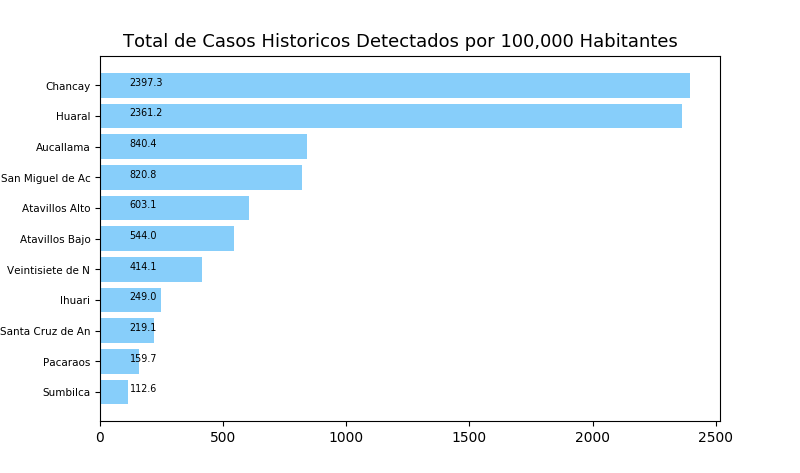 Total de Casos Historicos Detectados por 100,000 Habitantes
Chancay 2397.3
Huaral 2361.2
Aucallama 840.4
San Miguel de Ac 820.8
Atavillos Alto 603.1
Atavillos Bajo 544.0
Veintisiete de N 414.1
Ihuari 249.0
Santa Cruz de An 219.1
Pacaraos 159.7
Sumbilca 112.6
0 500 1000 1500 2000 2500